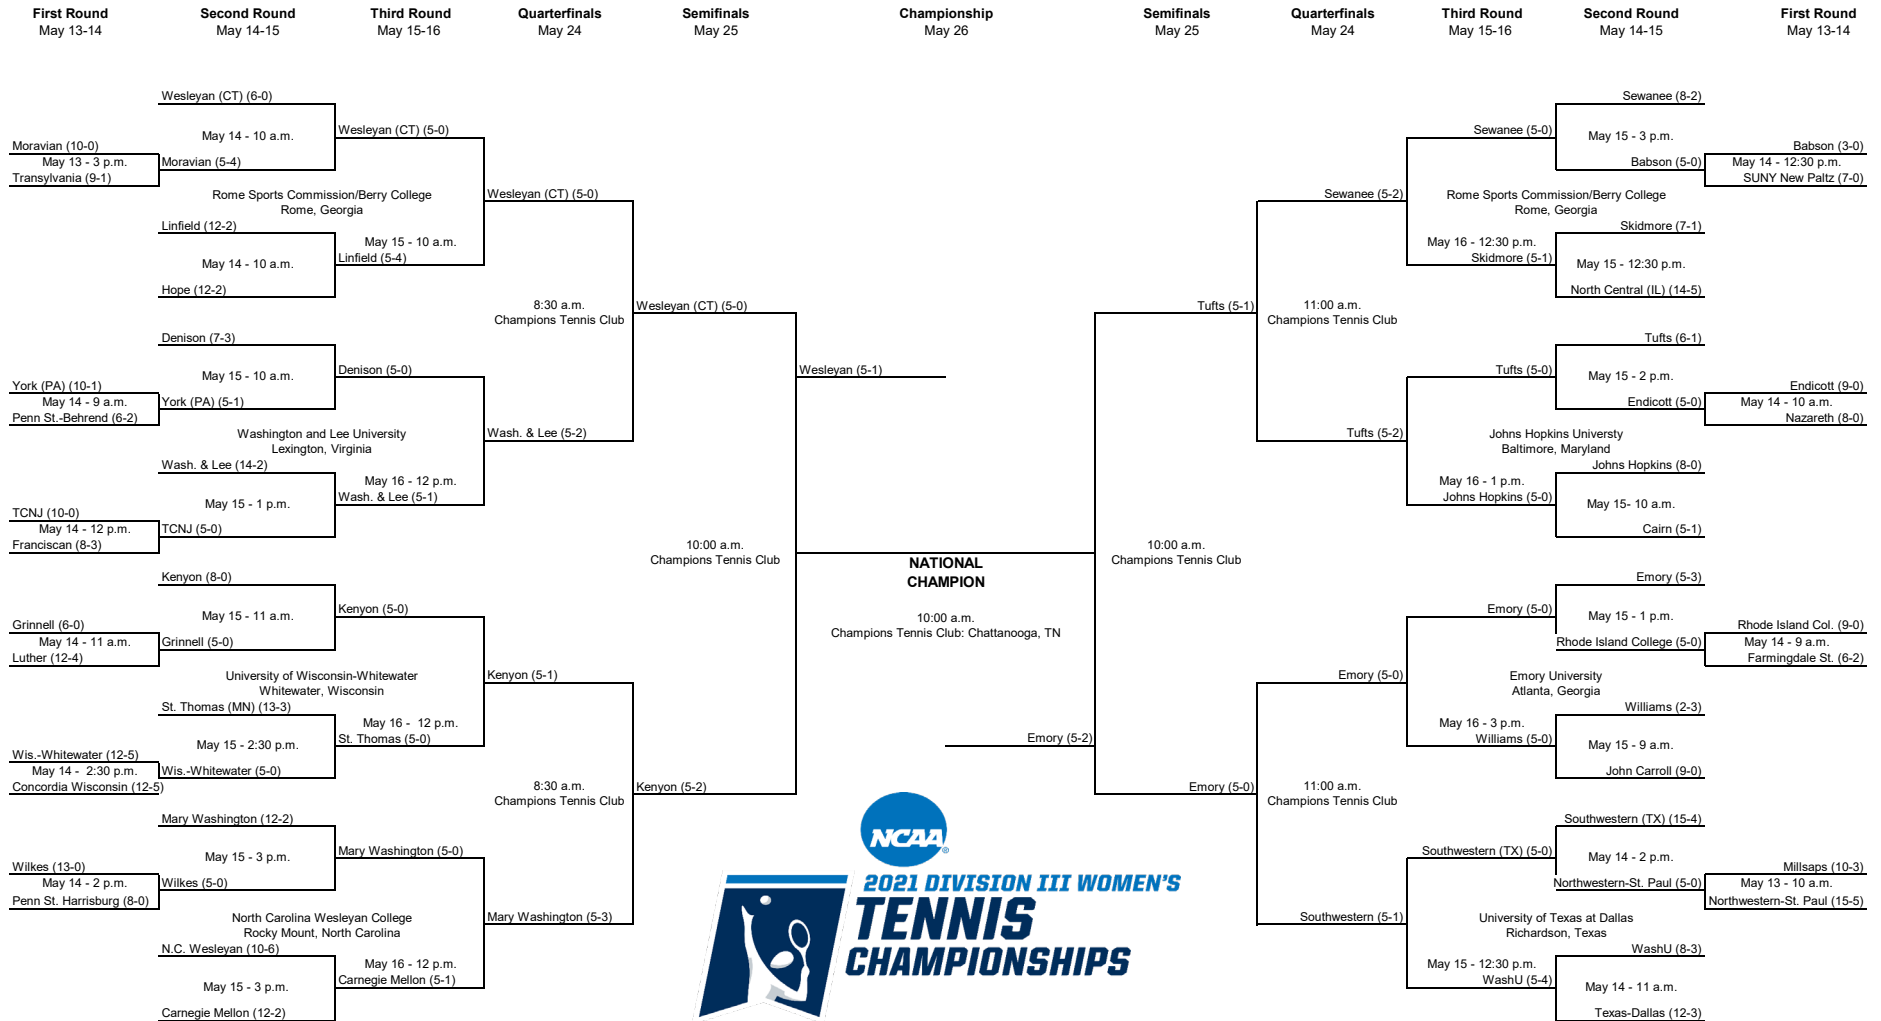 First Round
May 13-14
Second Round
May 14-15
Third Round
May 15-16
Quarterfinals
May 24
Semifinals
May 25
Championship
May 26
Semifinals
May 25
Quarterfinals
May 24
Third Round
May 15-16
Second Round
May 14-15
First Round
May 13-14
Wesleyan (CT) (6-0)
May 14 - 10 a.m.
Wesleyan (CT) (5-0)
Moravian (10-0)
May 13 - 3 p.m.
Moravian (5-4)
Transylvania (9-1)
Rome Sports Commission/Berry College
Rome, Georgia
Wesleyan (CT) (5-0)
Linfield (12-2)
May 15 - 10 a.m.
Linfield (5-4)
May 14 - 10 a.m.
Hope (12-2)
8:30 a.m.
Champions Tennis Club
Wesleyan (CT) (5-0)
Denison (7-3)
May 15 - 10 a.m.
Denison (5-0)
York (PA) (10-1)
May 14 - 9 a.m.
York (PA) (5-1)
Penn St.-Behrend (6-2)
Washington and Lee University
Lexington, Virginia
Wash. & Lee (5-2)
Wash. & Lee (14-2)
May 16 - 12 p.m.
Wash. & Lee (5-1)
May 15 - 1 p.m.
TCNJ (10-0)
May 14 - 12 p.m.
TCNJ (5-0)
Franciscan (8-3)
10:00 a.m.
Champions Tennis Club
Wesleyan (5-1)
Kenyon (8-0)
May 15 - 11 a.m.
Kenyon (5-0)
Grinnell (6-0)
May 14 - 11 a.m.
Grinnell (5-0)
Luther (12-4)
University of Wisconsin-Whitewater
Whitewater, Wisconsin
Kenyon (5-1)
St. Thomas (MN) (13-3)
May 16 - 12 p.m.
St. Thomas (5-0)
May 15 - 2:30 p.m.
Wis.-Whitewater (12-5)
May 14 - 2:30 p.m.
Wis.-Whitewater (5-0)
Concordia Wisconsin (12-5)
8:30 a.m.
Champions Tennis Club
Kenyon (5-2)
Mary Washington (12-2)
May 15 - 3 p.m.
Mary Washington (5-0)
Wilkes (13-0)
May 14 - 2 p.m.
Wilkes (5-0)
Penn St. Harrisburg (8-0)
North Carolina Wesleyan College
Rocky Mount, North Carolina
Mary Washington (5-3)
N.C. Wesleyan (10-6)
May 16 - 12 p.m.
Carnegie Mellon (5-1)
May 15 - 3 p.m.
Carnegie Mellon (12-2)
NATIONAL
CHAMPION
10:00 a.m.
Champions Tennis Club: Chattanooga, TN
Sewanee (8-2)
Sewanee (5-0)
May 15 - 3 p.m.
Babson (3-0)
Babson (5-0)
May 14 - 12:30 p.m.
SUNY New Paltz (7-0)
Sewanee (5-2)
Rome Sports Commission/Berry College
Rome, Georgia
Skidmore (7-1)
May 16 - 12:30 p.m.
Skidmore (5-1)
May 15 - 12:30 p.m.
North Central (IL) (14-5)
Tufts (5-1)
11:00 a.m.
Champions Tennis Club
Tufts (6-1)
Tufts (5-0)
May 15 - 2 p.m.
Endicott (9-0)
Endicott (5-0)
May 14 - 10 a.m.
Nazareth (8-0)
Tufts (5-2)
Johns Hopkins Universty
Baltimore, Maryland
Johns Hopkins (8-0)
May 16 - 1 p.m.
Johns Hopkins (5-0)
May 15- 10 a.m.
Cairn (5-1)
10:00 a.m.
Champions Tennis Club
Emory (5-2)
Emory (5-3)
Emory (5-0)
May 15 - 1 p.m.
Rhode Island Col. (9-0)
Rhode Island College (5-0)
May 14 - 9 a.m.
Farmingdale St. (6-2)
Emory (5-0)
Emory University
Atlanta, Georgia
Williams (2-3)
May 16 - 3 p.m.
Williams (5-0)
May 15 - 9 a.m.
John Carroll (9-0)
Emory (5-0)
11:00 a.m.
Champions Tennis Club
Southwestern (TX) (15-4)
Southwestern (TX) (5-0)
May 14 - 2 p.m.
Millsaps (10-3)
Northwestern-St. Paul (5-0)
May 13 - 10 a.m.
Northwestern-St. Paul (15-5)
Southwestern (5-1)
University of Texas at Dallas
Richardson, Texas
WashU (8-3)
May 15 - 12:30 p.m.
WashU (5-4)
May 14 - 11 a.m.
Texas-Dallas (12-3)
NCAA®
2021 DIVISION III WOMEN'S
TENNIS
CHAMPIONSHIPS